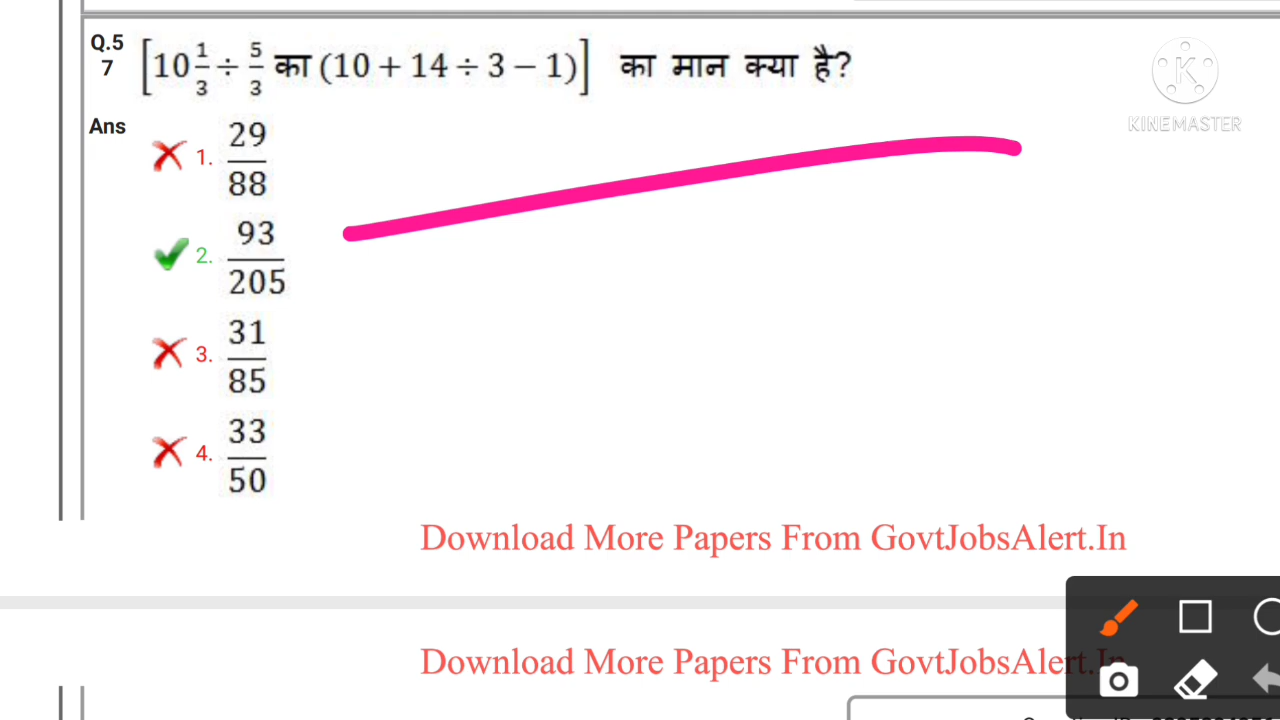 Q.5 [10 1/3 ÷ 5/3 का (10 + 14 ÷ 3 − 1)] का मान क्या है?
7
KINEMASTER
Ans
1. 29/88
2. 93/205
3. 31/85
4. 33/50
Download More Papers From GovtJobsAlert.In
Download More Papers From GovtJobsAlert.In